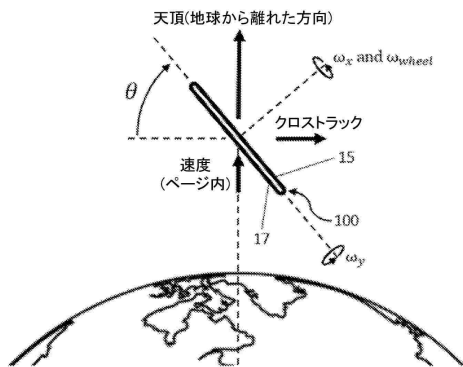 天頂(地球から離れた方向)
ωx and ωwheel
θ
クロストラック
速度
(ページ内)
15
100
17
ωy